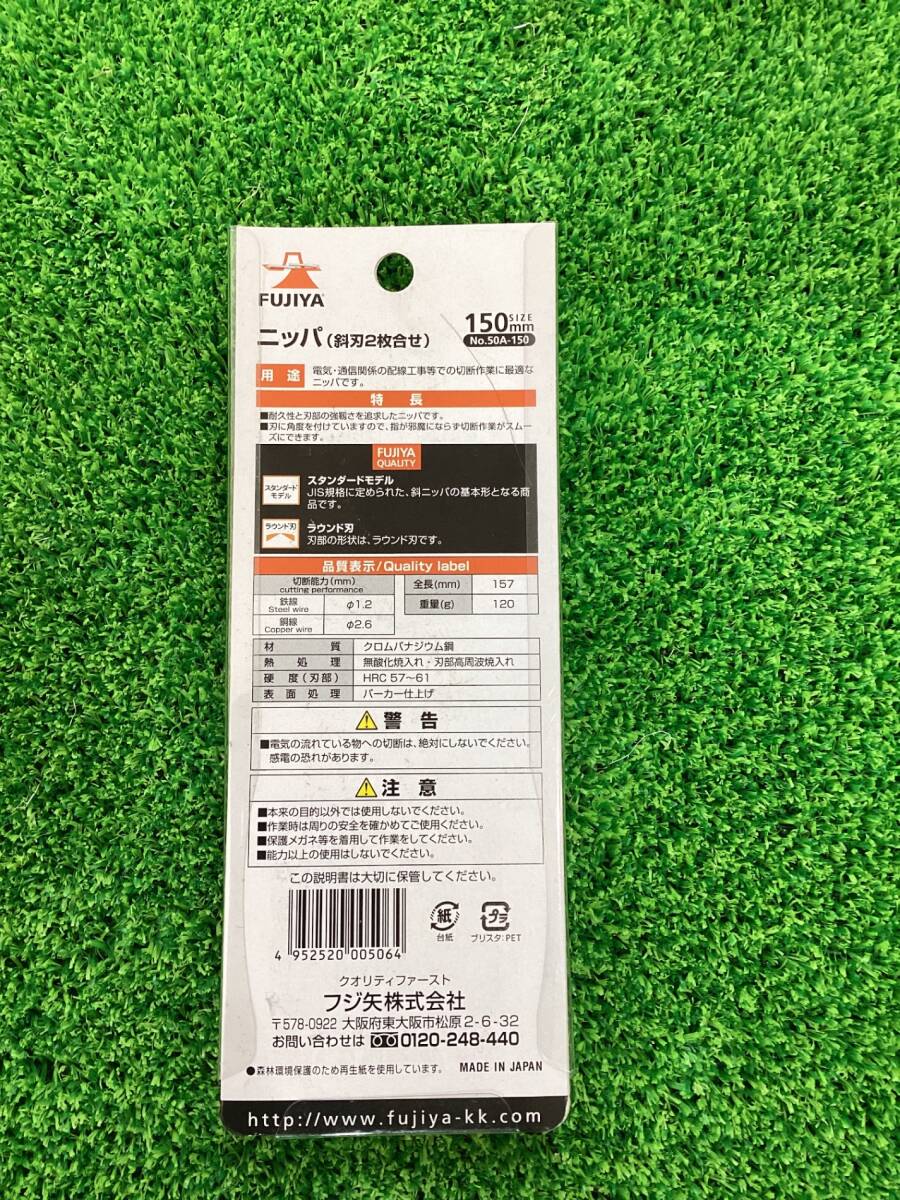 FUJIYA
ニッパ(斜刃2枚合せ)
150mm SIZE
No.50A-150
用途
電気・通信関係の配線工事等での切断作業に最適な
ニッパです。
特長
■耐久性と刃部の強靱さを追求したニッパです。
■刃に角度を付けていますので、指が邪魔にならず切断作業がスムー
ズにできます。
FUJIYA
QUALITY
スタンダード
モデル
スタンダードモデル
JIS規格に定められた、斜ニッパの基本形となる商
品です。
ラウンド刃
ラウンド刃
刃部の形状は、ラウンド刃です。
品質表示/Quality label
切断能力(mm)
cutting performance
鉄線
Steel wire
φ1.2
銅線
Copper wire
φ2.6
全長(mm) 157
重量(g) 120
材質 クロムバナジウム鋼
熱処理 無酸化焼入れ・刃部高周波焼入れ
硬度(刃部) HRC 57〜61
表面処理 パーカー仕上げ
警告
■電気の流れている物への切断は、絶対にしないでください。
感電の恐れがあります。
注意
■本来の目的以外では使用しないでください。
■作業時は周りの安全を確かめてご使用ください。
■保護メガネ等を着用して作業をしてください。
■能力以上の使用はしないでください。
この説明書は大切に保管してください。
4 952520 005064
紙
台紙
プラ
ブリスタ:PET
クオリティファースト
フジ矢株式会社
〒578-0922 大阪府東大阪市松原2-6-32
お問い合わせは 0120-248-440
●森林環境保護のため再生紙を使用しています。 MADE IN JAPAN
http://www.fujiya-kk.com